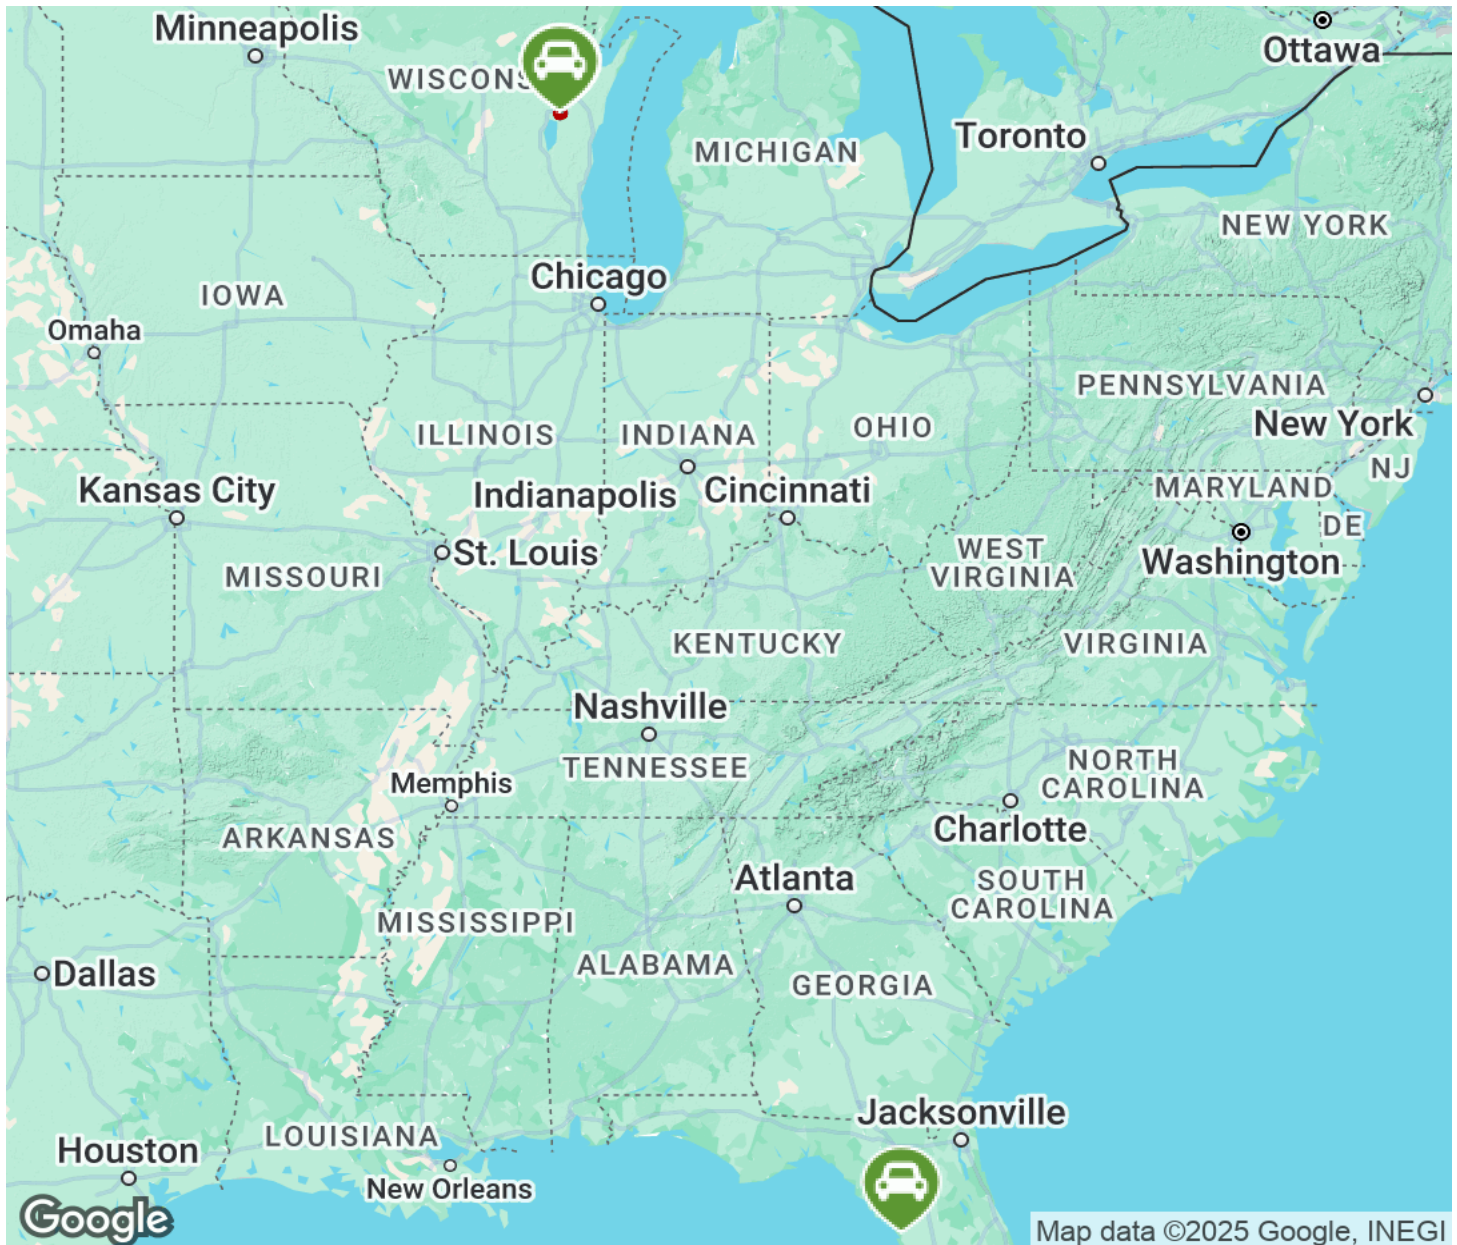 Minneapolis
Ottawa
WISCONS
Toronto
MICHIGAN
NEW YORK
Chicago
IOWA
Omaha
PENNSYLVANIA
New York
ILLINOIS
INDIANA
OHIO
NJ
Kansas City
Indianapolis
Cincinnati
MARYLAND
DE
St. Louis
WEST
VIRGINIA
Washington
MISSOURI
KENTUCKY
VIRGINIA
Nashville
TENNESSEE
NORTH
CAROLINA
Memphis
Charlotte
ARKANSAS
Atlanta
SOUTH
CAROLINA
MISSISSIPPI
ALABAMA
Dallas
GEORGIA
Jacksonville
LOUISIANA
Houston
New Orleans
Google
Map data ©2025 Google, INEGI